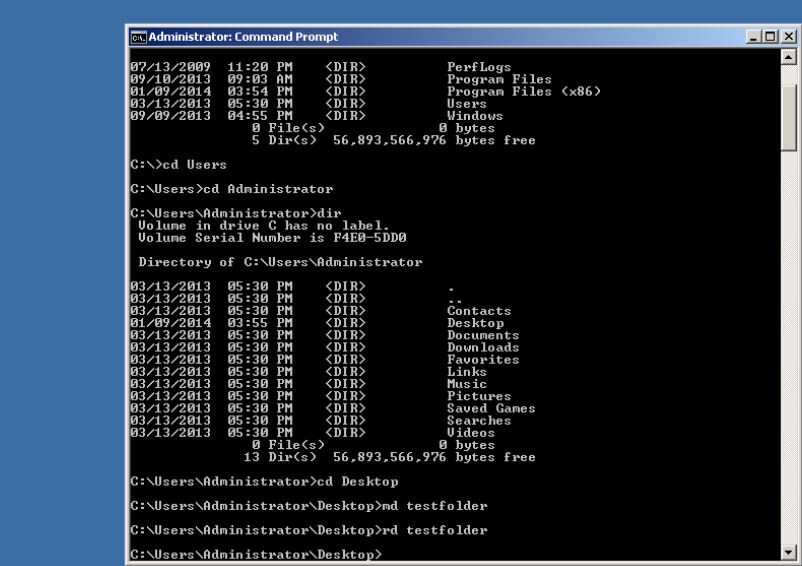 Administrator: Command Prompt
07/13/2009  11:20 PM    <DIR>          PerfLogs
09/10/2013  09:03 AM    <DIR>          Program Files
01/09/2014  03:54 PM    <DIR>          Program Files (x86)
03/13/2013  05:30 PM    <DIR>          Users
09/09/2013  04:55 PM    <DIR>          Windows
               0 File(s)              0 bytes
               5 Dir(s)  56,893,566,976 bytes free
C:\>cd Users
C:\Users>cd Administrator
C:\Users\Administrator>dir
 Volume in drive C has no label.
 Volume Serial Number is F4E0-5DD0
 Directory of C:\Users\Administrator
03/13/2013  05:30 PM    <DIR>          .
03/13/2013  05:30 PM    <DIR>          ..
03/13/2013  05:30 PM    <DIR>          Contacts
01/09/2014  03:55 PM    <DIR>          Desktop
03/13/2013  05:30 PM    <DIR>          Documents
03/13/2013  05:30 PM    <DIR>          Downloads
03/13/2013  05:30 PM    <DIR>          Favorites
03/13/2013  05:30 PM    <DIR>          Links
03/13/2013  05:30 PM    <DIR>          Music
03/13/2013  05:30 PM    <DIR>          Pictures
03/13/2013  05:30 PM    <DIR>          Saved Games
03/13/2013  05:30 PM    <DIR>          Searches
03/13/2013  05:30 PM    <DIR>          Videos
               0 File(s)              0 bytes
              13 Dir(s)  56,893,566,976 bytes free
C:\Users\Administrator>cd Desktop
C:\Users\Administrator\Desktop>md testfolder
C:\Users\Administrator\Desktop>rd testfolder
C:\Users\Administrator\Desktop>